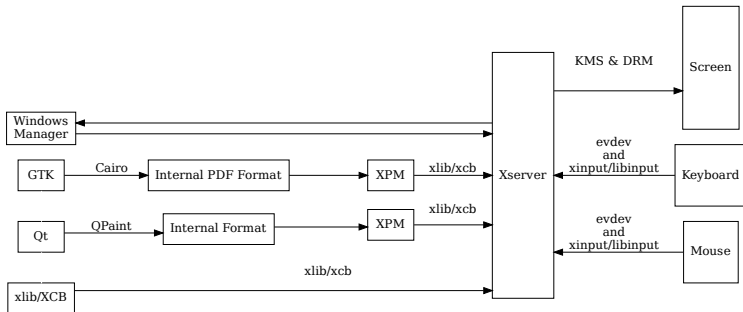 KMS & DRM
Screen
Windows
Manager
GTK
Cairo
Internal PDF Format
XPM
xlib/xcb
Xserver
evdev
and
xinput/libinput
Keyboard
Qt
QPaint
Internal Format
XPM
xlib/xcb
evdev
and
xinput/libinput
Mouse
xlib/XCB
xlib/xcb